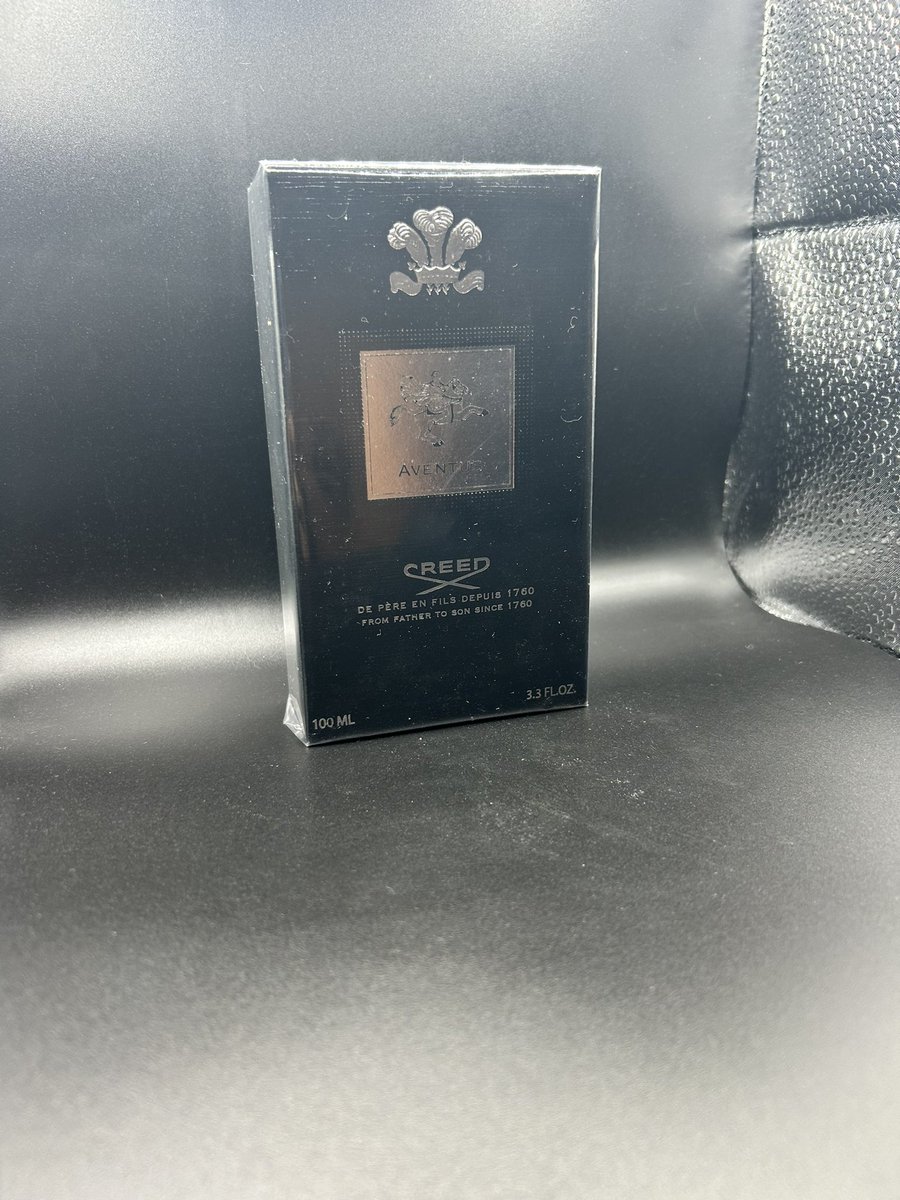 AVENTUS
CREED
DE PÈRE EN FILS DEPUIS 1760
FROM FATHER TO SON SINCE 1760
100 ML
3.3 FL.OZ.